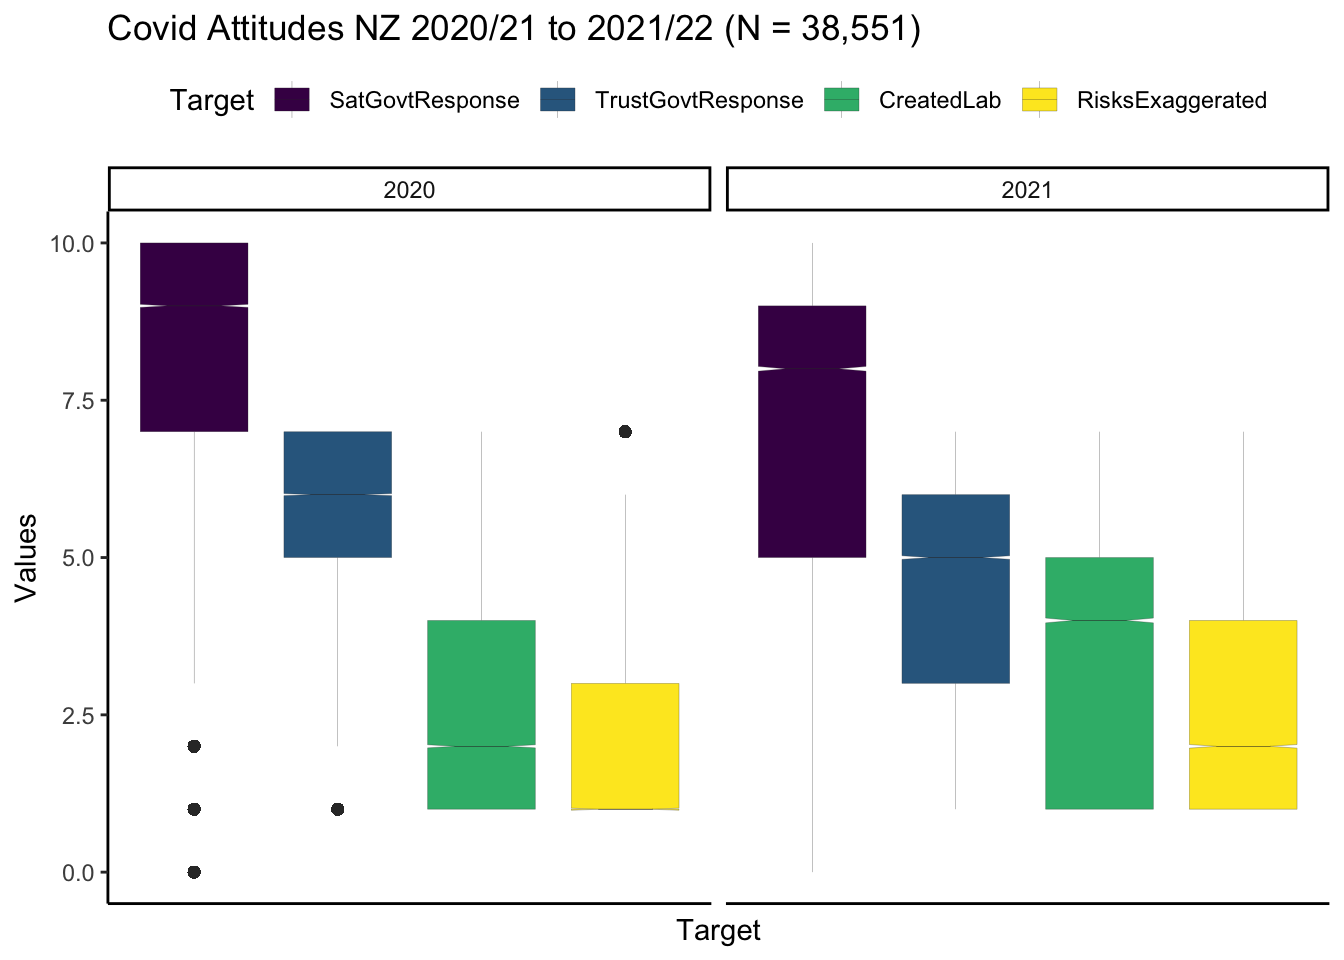 Covid Attitudes NZ 2020/21 to 2021/22 (N = 38,551)
Target SatGovtResponse TrustGovtResponse CreatedLab RisksExaggerated
2020 2021
10.0
7.5
5.0
2.5
0.0
Values
Target